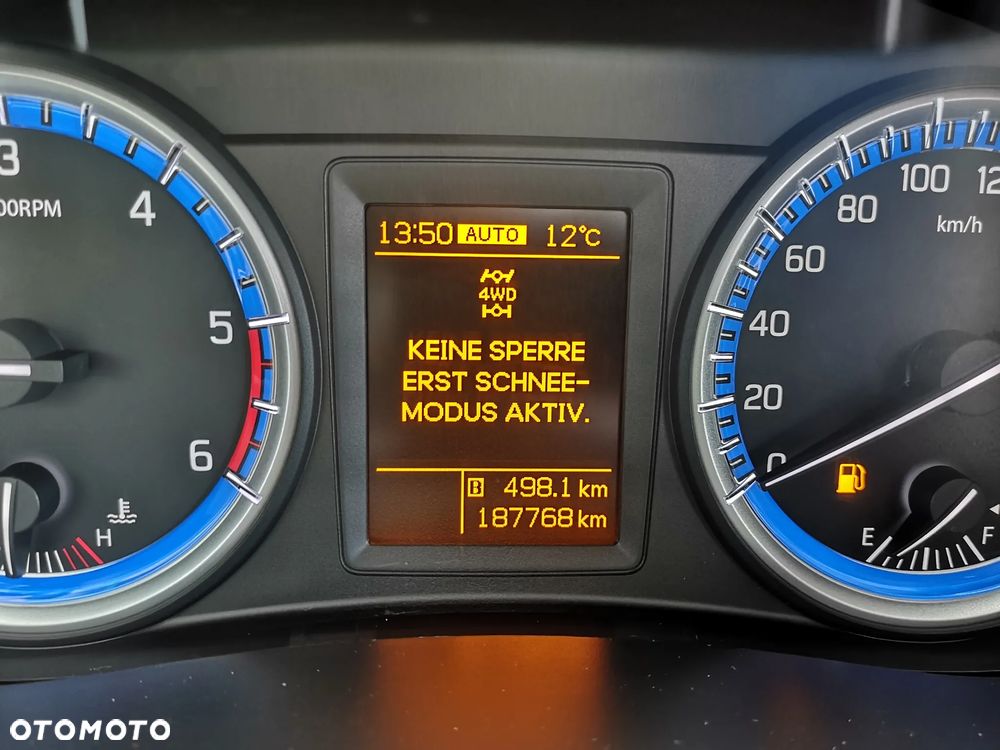 3
4
5
6
00RPM
H
13:50 AUTO 12°C
4WD
KEINE SPERRE
ERST SCHNEE-
MODUS AKTIV.
B 498.1 km
187768 km
0
20
40
60
80
100
km/h
E
F
OTOMOTO